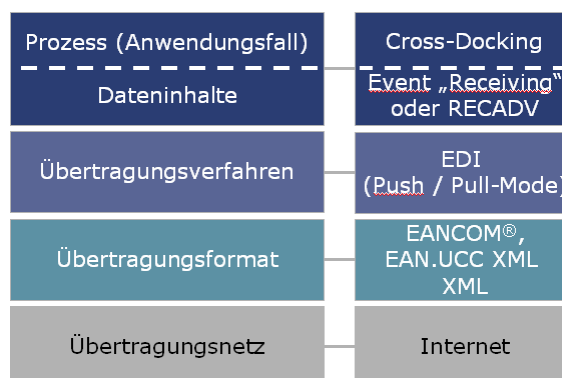 Prozess (Anwendungsfall)
Dateninhalte
Cross-Docking
Event „Receiving“
oder RECADV
Übertragungsverfahren
EDI
(Push / Pull-Mode)
Übertragungsformat
EANCOM®,
EAN.UCC XML
XML
Übertragungsnetz
Internet